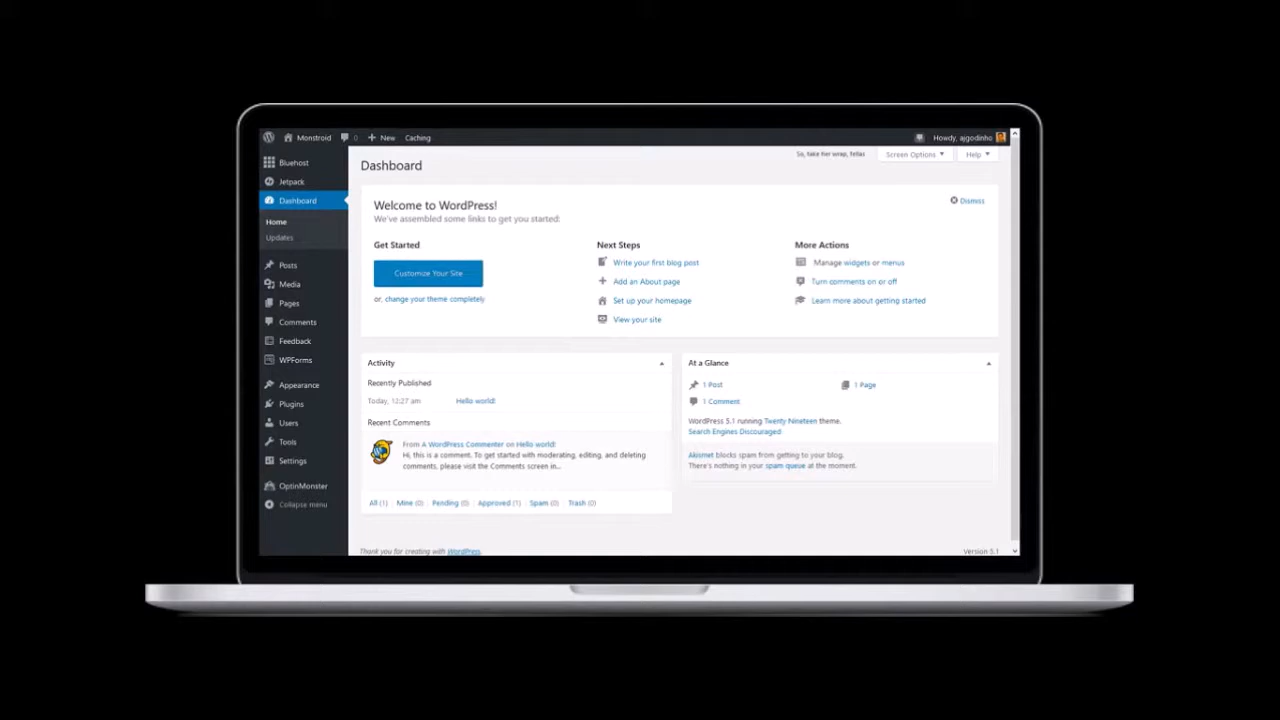 Monstroid 0 New Caching Howdy, ajgodinho
Bluehost
Jetpack
Dashboard
Home
Updates
Posts
Media
Pages
Comments
Feedback
WPForms
Appearance
Plugins
Users
Tools
Settings
OptinMonster
Collapse menu
So, take her wrap, fellas Screen Options Help
Dashboard
Welcome to WordPress! Dismiss
We've assembled some links to get you started:
Get Started
Customize Your Site
or, change your theme completely
Next Steps
Write your first blog post
Add an About page
Set up your homepage
View your site
More Actions
Manage widgets or menus
Turn comments on or off
Learn more about getting started
Activity
Recently Published
Today, 12:27 am Hello world!
Recent Comments
From A WordPress Commenter on Hello world!
Hi, this is a comment. To get started with moderating, editing, and deleting
comments, please visit the Comments screen in...
All (1) Mine (0) Pending (0) Approved (1) Spam (0) Trash (0)
At a Glance
1 Post 1 Page
1 Comment
WordPress 5.1 running Twenty Nineteen theme.
Search Engines Discouraged
Akismet blocks spam from getting to your blog.
There's nothing in your spam queue at the moment.
Thank you for creating with WordPress. Version 5.1